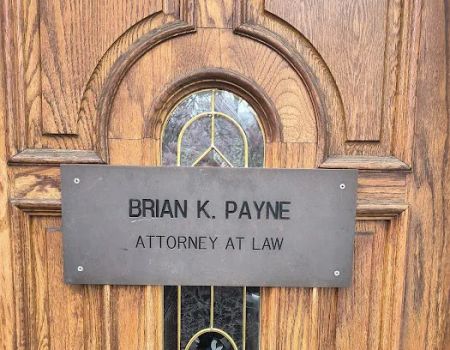 BRIAN K. PAYNE
ATTORNEY AT LAW